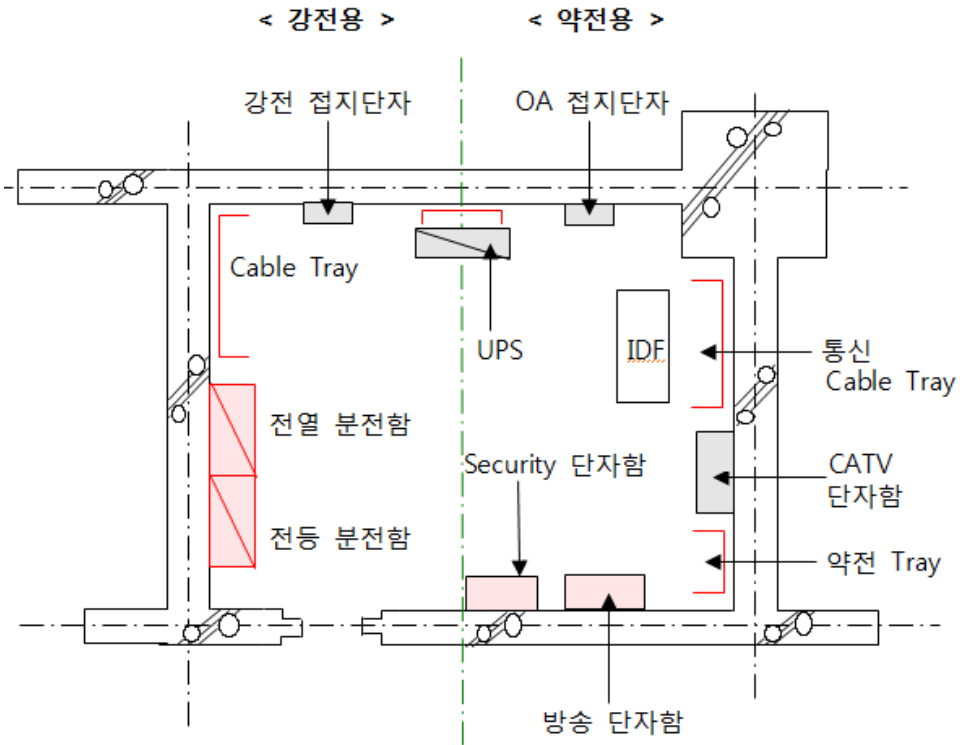 < 강전용 >
< 약전용 >
강전 접지단자
OA 접지단자
Cable Tray
UPS
IDF
통신
Cable Tray
전열 분전함
Security 단자함
CATV
단자함
전등 분전함
약전 Tray
방송 단자함